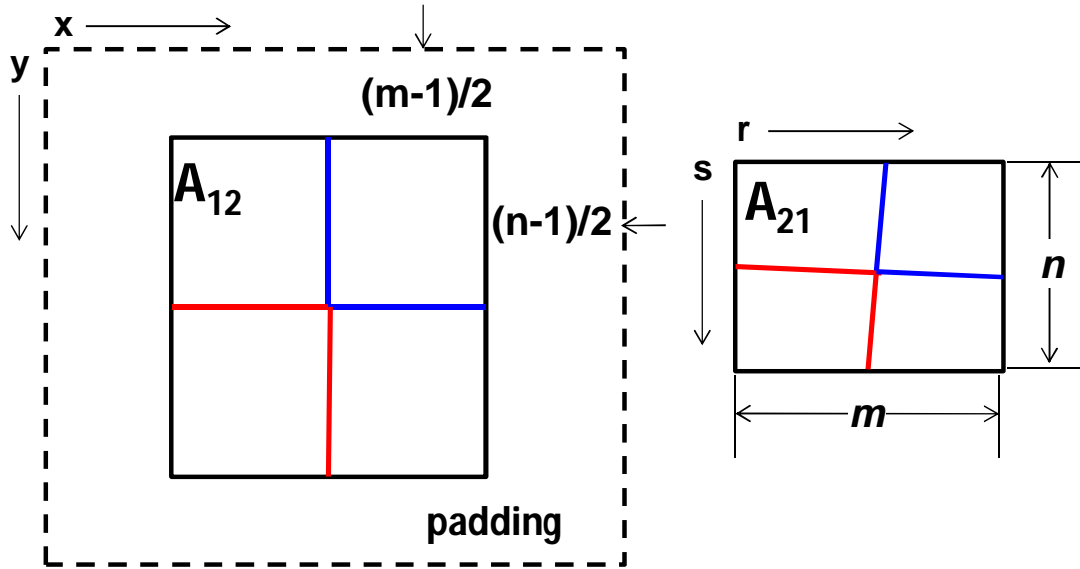 x
y
(m-1)/2
A12
(n-1)/2
padding
r
s
A21
n
m